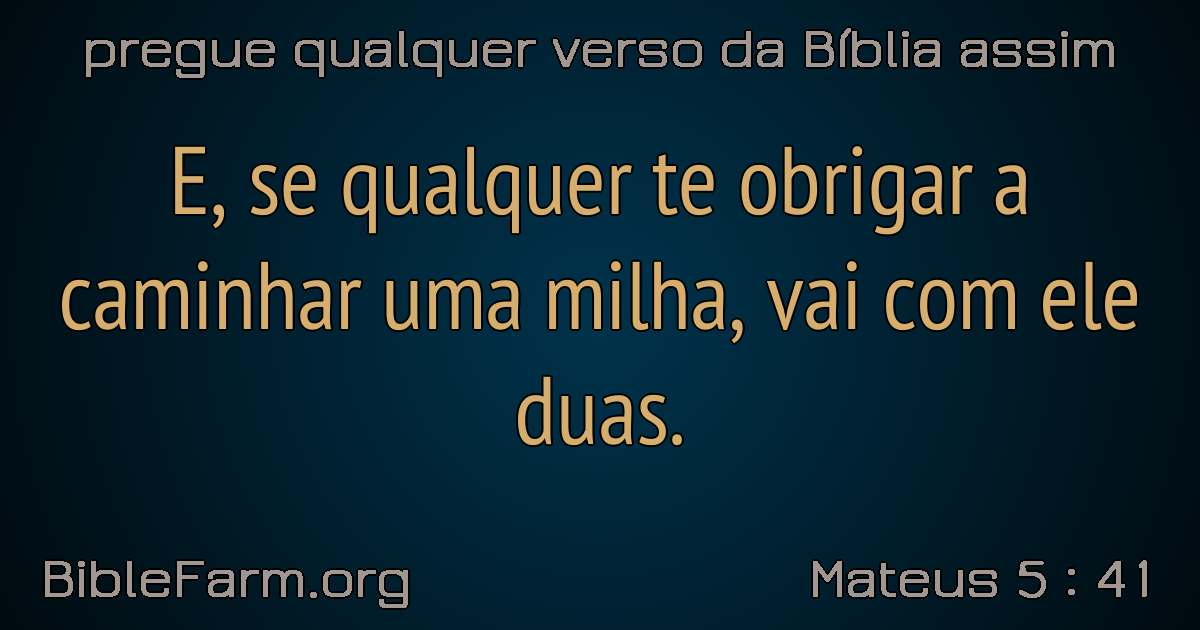 pregue qualquer verso da Bíblia assim
E, se qualquer te obrigar a
caminhar uma milha, vai com ele
duas.
BibleFarm.org
Mateus 5 : 41